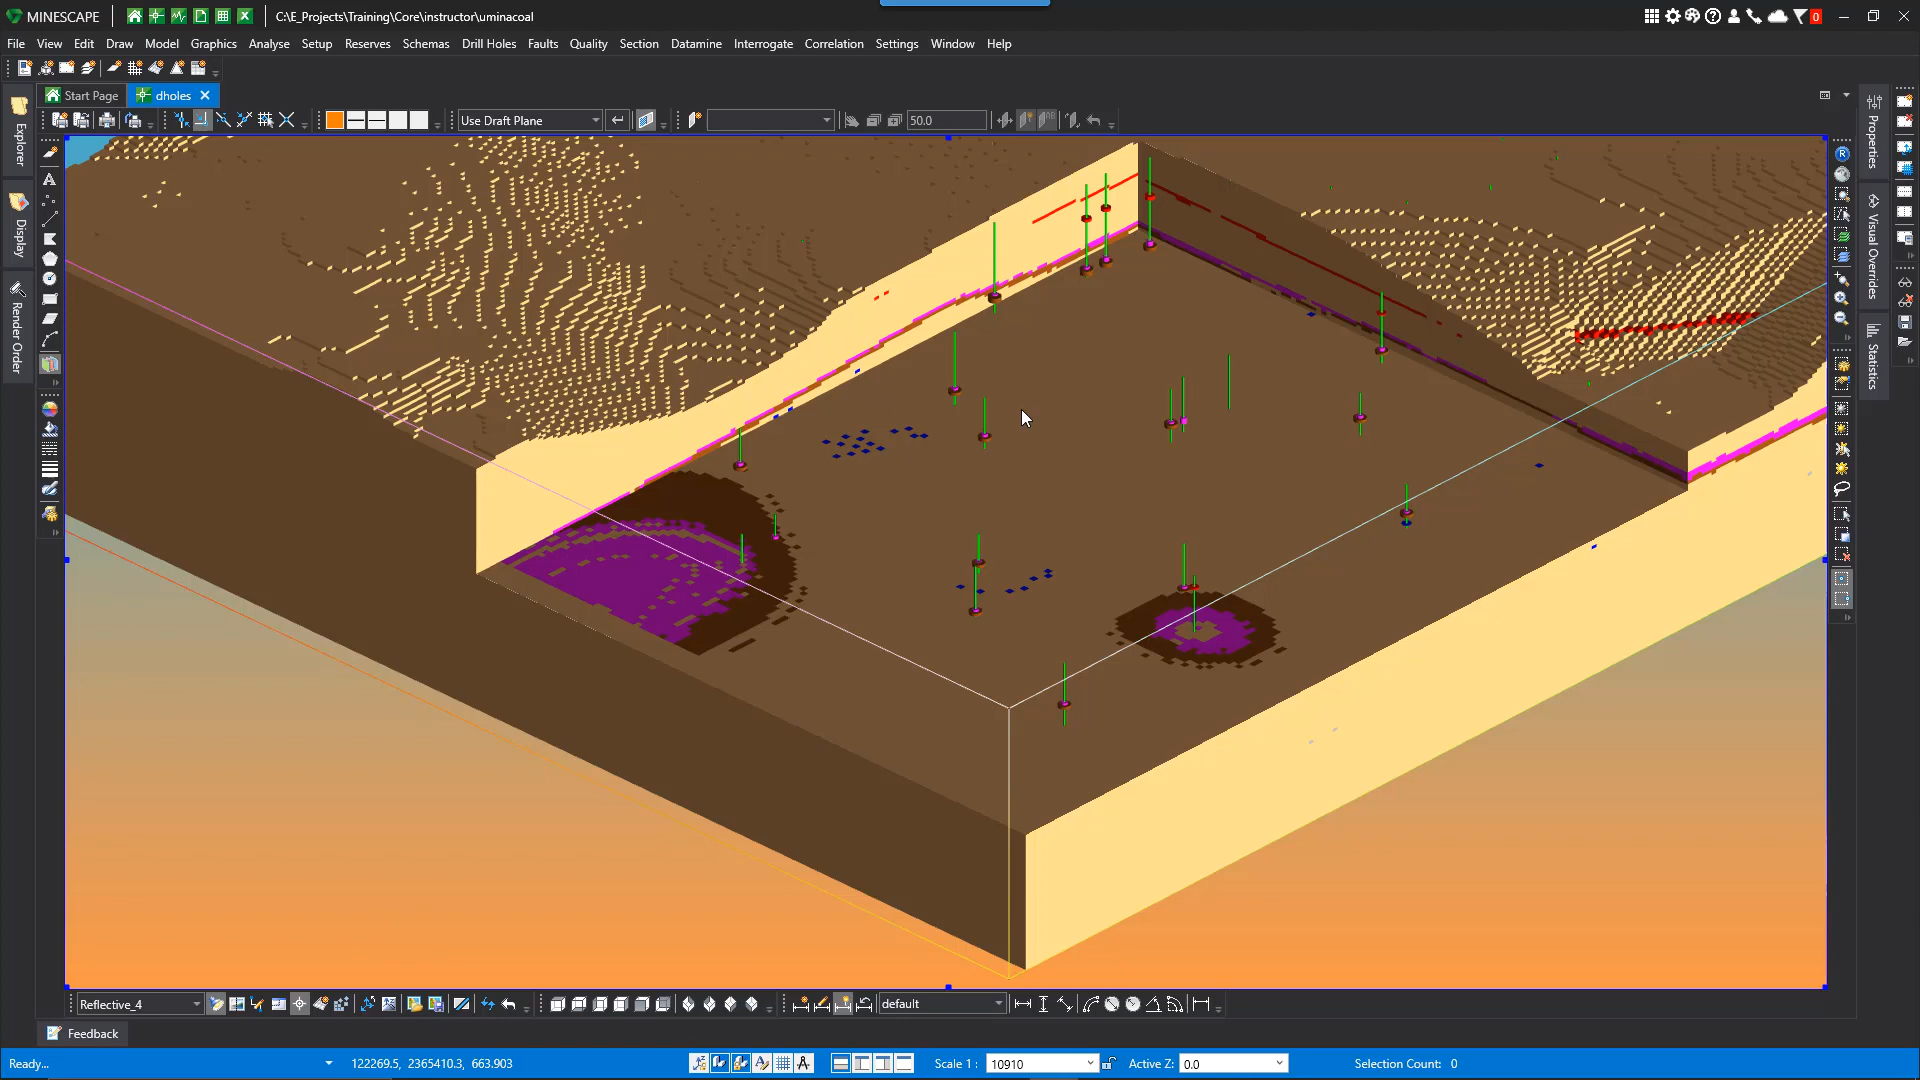 MINESCAPE
C:\E_Projects\Training\Core\instructor\uminacoal
0
File View Edit Draw Model Graphics Analyse Setup Reserves Schemas Drill Holes Faults Quality Section Datamine Interrogate Correlation Settings Window Help
Start Page
dholes
Use Draft Plane
50.0
Explorer
Display
Render Order
Properties
Visual Overrides
Statistics
Reflective_4
default
Feedback
Ready...
122269.5, 2365410.3, 663.903
Scale 1 :
10910
Active Z:
0.0
Selection Count: 0